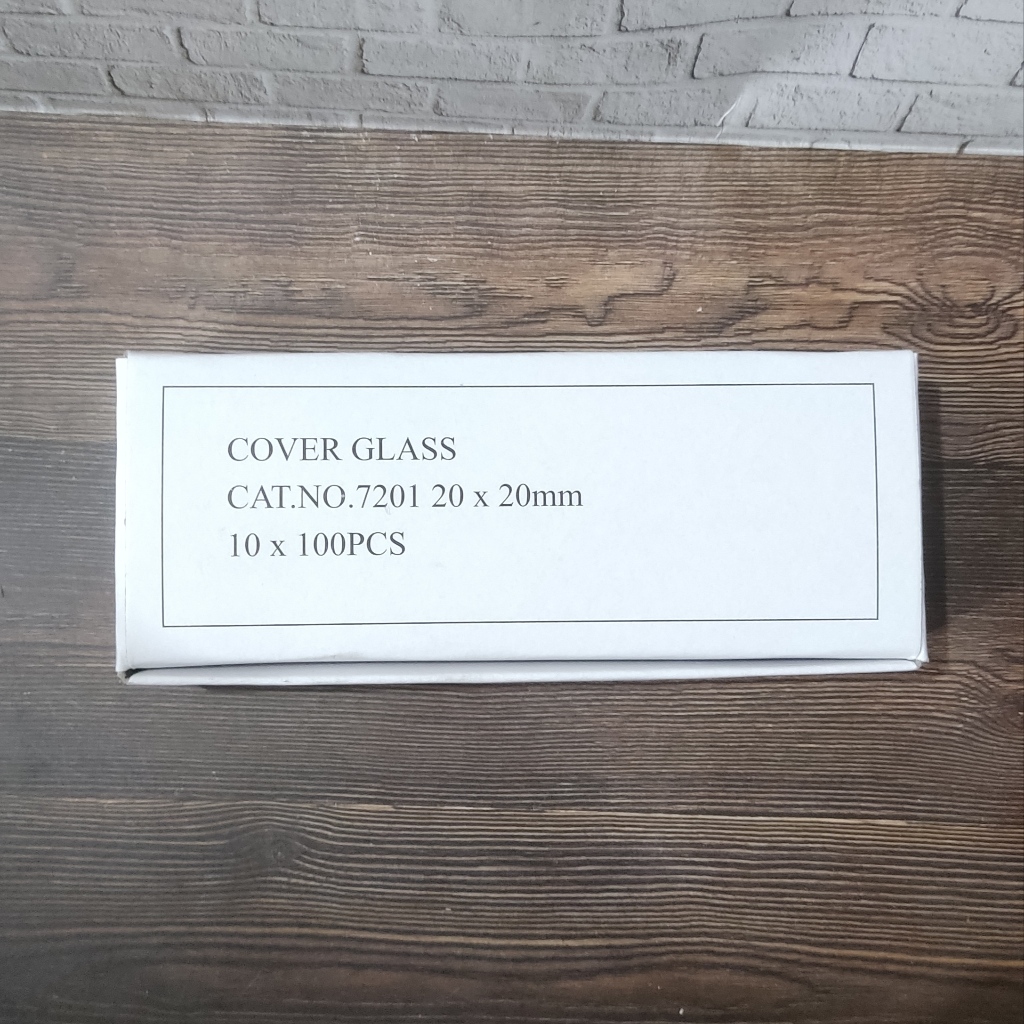 COVER GLASS
CAT.NO.7201 20 x 20mm
10 x 100PCS